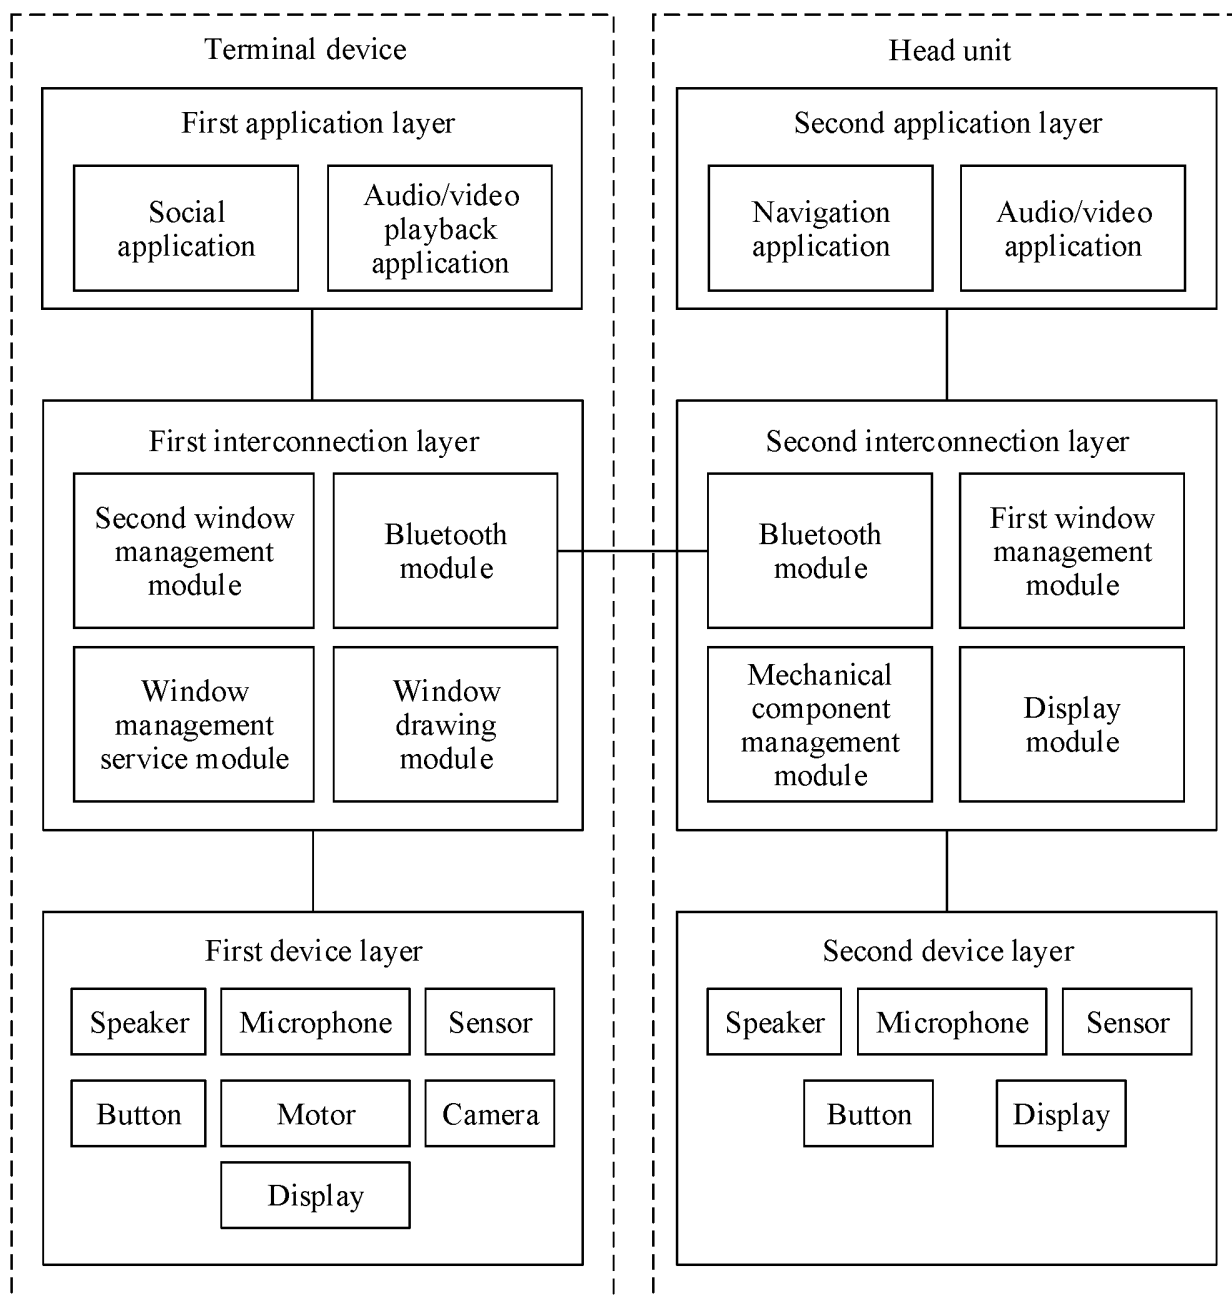 Terminal device
First application layer
Social
application
Audio/video
playback
application
First interconnection layer
Second window
management
module
Bluetooth
module
Window
management
service module
Window
drawing
module
First device layer
Speaker
Microphone
Sensor
Button
Motor
Camera
Display
Head unit
Second application layer
Navigation
application
Audio/video
application
Second interconnection layer
Bluetooth
module
First window
management
module
Mechanical
component
management
module
Display
module
Second device layer
Speaker
Microphone
Sensor
Button
Display